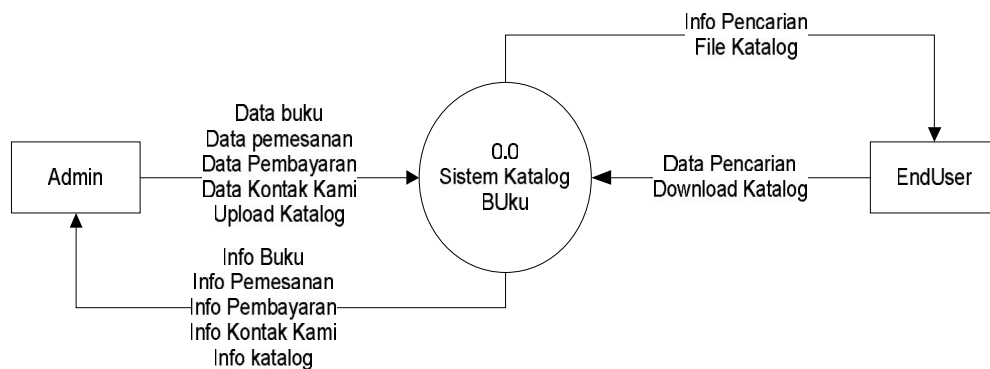 Info Pencarian
File Katalog
Data buku
Data pemesanan
Data Pembayaran
Data Kontak Kami
Upload Katalog
Admin
0.0
Sistem Katalog
BUku
Data Pencarian
Download Katalog
EndUser
Info Buku
Info Pemesanan
Info Pembayaran
Info Kontak Kami
Info katalog